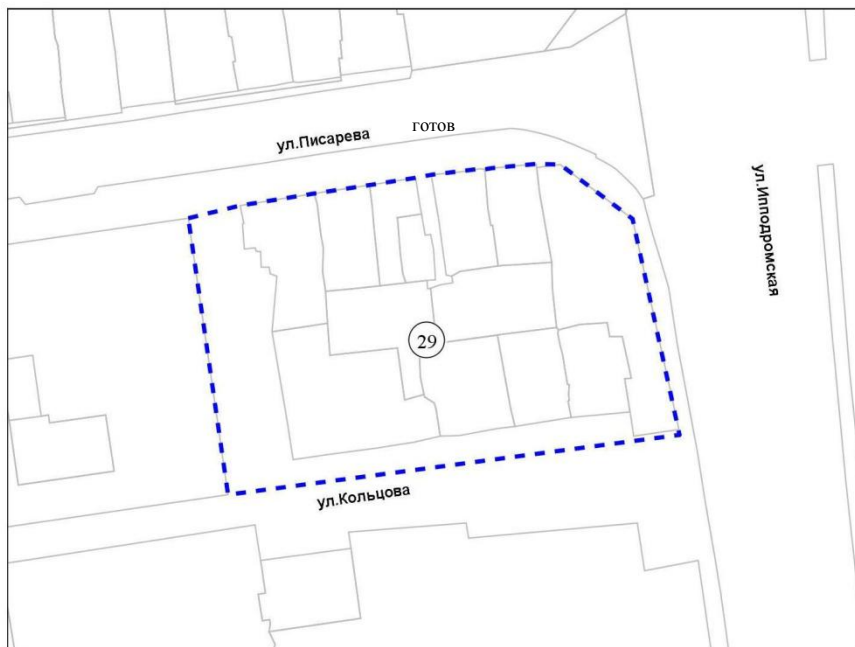 ул.Писарева
готов
ул.Ипподромская
29
ул.Кольцова